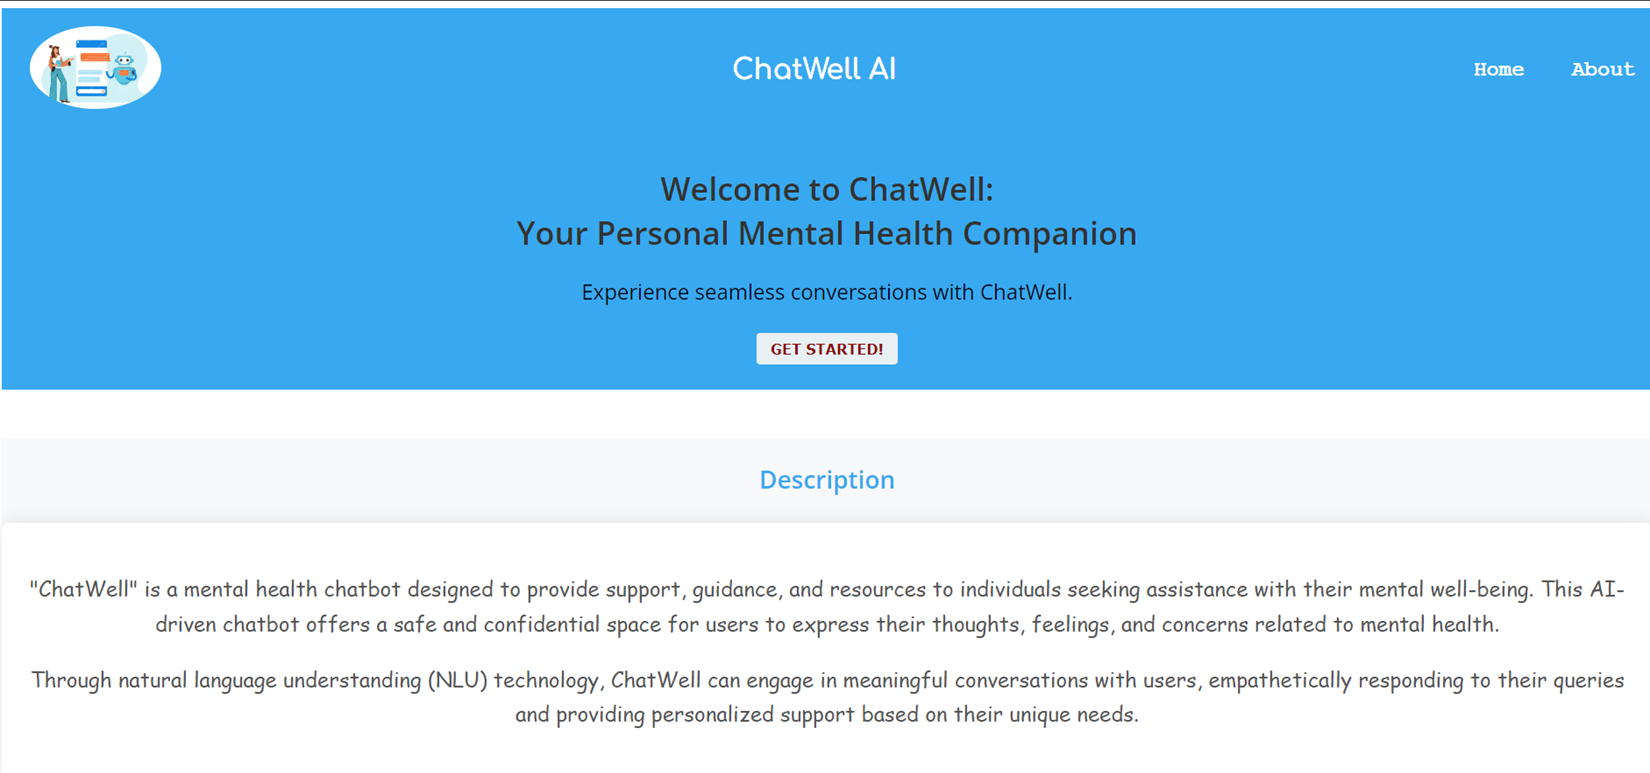 ChatWell AI
Home
About
Welcome to ChatWell:
Your Personal Mental Health Companion
Experience seamless conversations with ChatWell.
GET STARTED!
Description
"ChatWell" is a mental health chatbot designed to provide support, guidance, and resources to individuals seeking assistance with their mental well-being. This AI-
driven chatbot offers a safe and confidential space for users to express their thoughts, feelings, and concerns related to mental health.
Through natural language understanding (NLU) technology, ChatWell can engage in meaningful conversations with users, empathetically responding to their queries
and providing personalized support based on their unique needs.